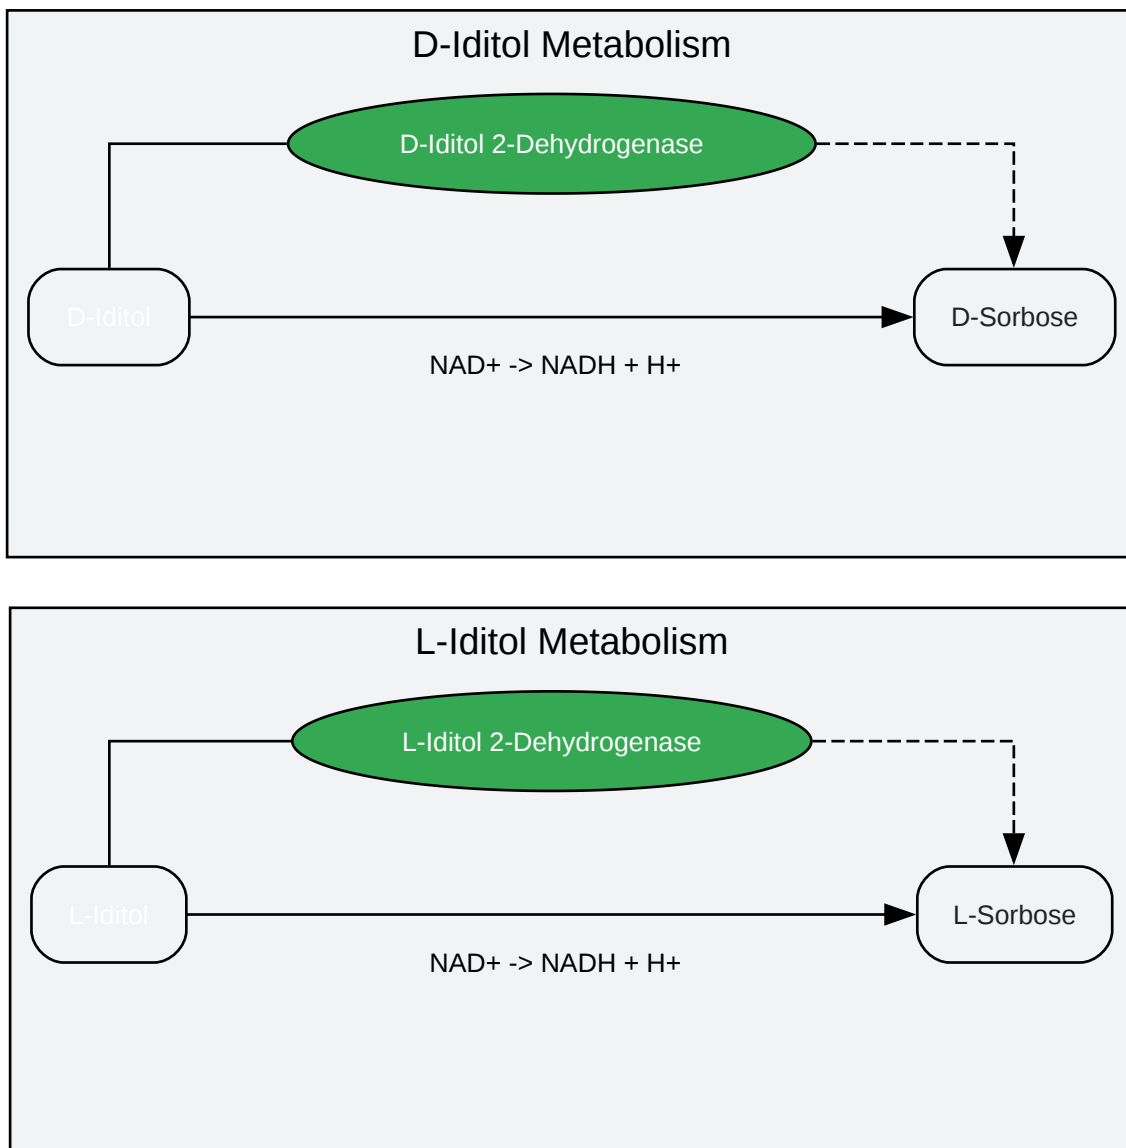 D-Iditol Metabolism
D-Iditol 2-Dehydrogenase
D-Iditol
D-Sorbose
NAD+ -> NADH + H+
L-Iditol Metabolism
L-Iditol 2-Dehydrogenase
L-Iditol
L-Sorbose
NAD+ -> NADH + H+